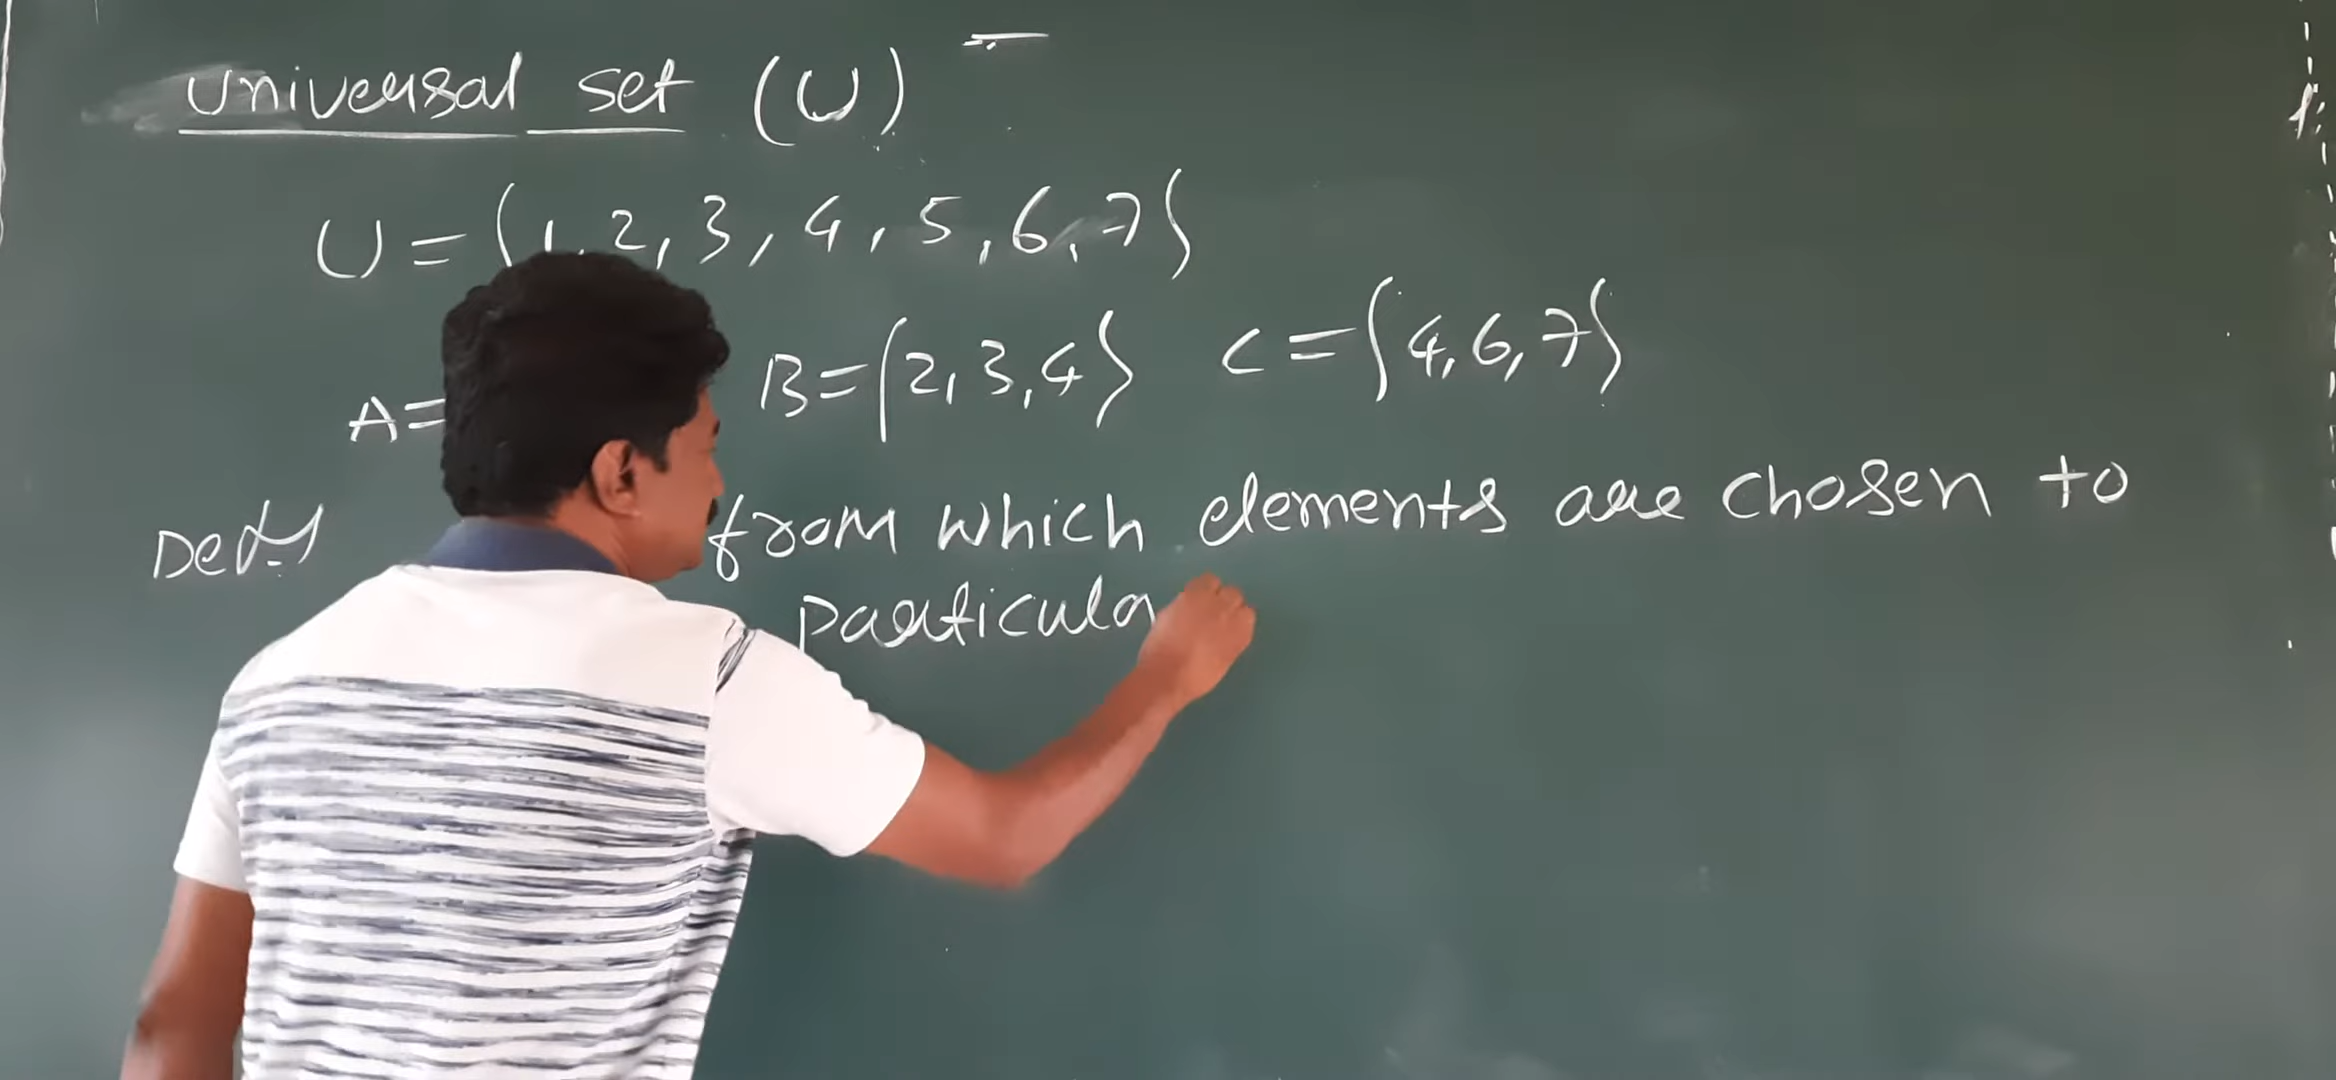 universal set (U)
U = {1, 2, 3, 4, 5, 6, 7}
A = B = {2, 3, 4} C = {4, 6, 7}
from which elements are chosen to
particula